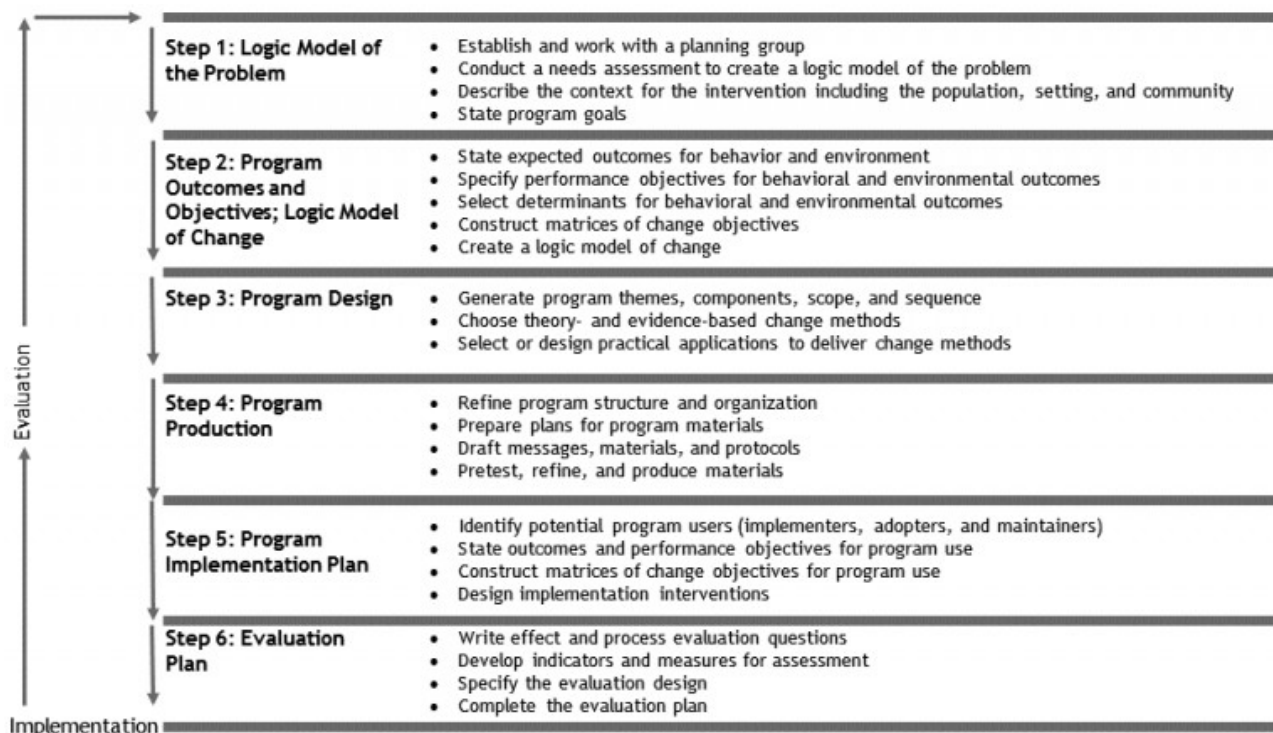 Step 1: Logic Model of
the Problem
• Establish and work with a planning group
• Conduct a needs assessment to create a logic model of the problem
• Describe the context for the intervention including the population, setting, and community
• State program goals
Step 2: Program
Outcomes and
Objectives; Logic Model
of Change
• State expected outcomes for behavior and environment
• Specify performance objectives for behavioral and environmental outcomes
• Select determinants for behavioral and environmental outcomes
• Construct matrices of change objectives
• Create a logic model of change
Step 3: Program Design
• Generate program themes, components, scope, and sequence
• Choose theory- and evidence-based change methods
• Select or design practical applications to deliver change methods
Step 4: Program
Production
• Refine program structure and organization
• Prepare plans for program materials
• Draft messages, materials, and protocols
• Pretest, refine, and produce materials
Step 5: Program
Implementation Plan
• Identify potential program users (implementers, adopters, and maintainers)
• State outcomes and performance objectives for program use
• Construct matrices of change objectives for program use
• Design implementation interventions
Step 6: Evaluation
Plan
• Write effect and process evaluation questions
• Develop indicators and measures for assessment
• Specify the evaluation design
• Complete the evaluation plan
Evaluation
Implementation